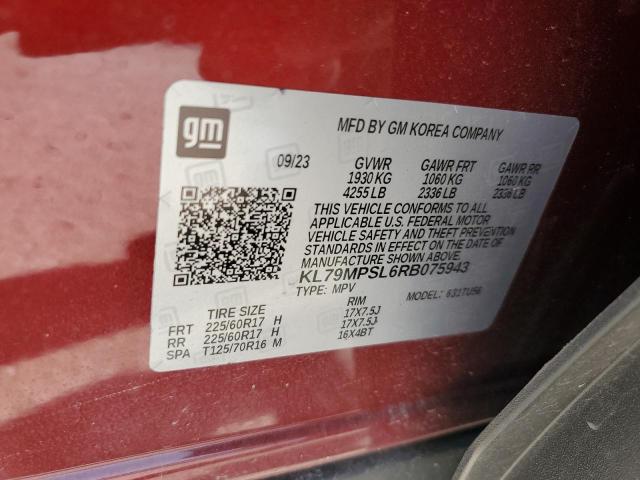 gm
MFD BY GM KOREA COMPANY
09/23 GVWR GAWR FRT GAWR RR
1930 KG 1060 KG 1060 KG
4255 LB 2336 LB 2336 LB
THIS VEHICLE CONFORMS TO ALL
APPLICABLE U.S. FEDERAL MOTOR
VEHICLE SAFETY AND THEFT PREVENTION
STANDARDS IN EFFECT ON THE DATE OF
MANUFACTURE SHOWN ABOVE.
KL79MPSL6RB075943
TYPE: MPV MODEL: 631TU56
TIRE SIZE RIM
FRT 225/60R17 H 17X7.5J
RR 225/60R17 H 17X7.5J
SPA T125/70R16 M 16X4BT